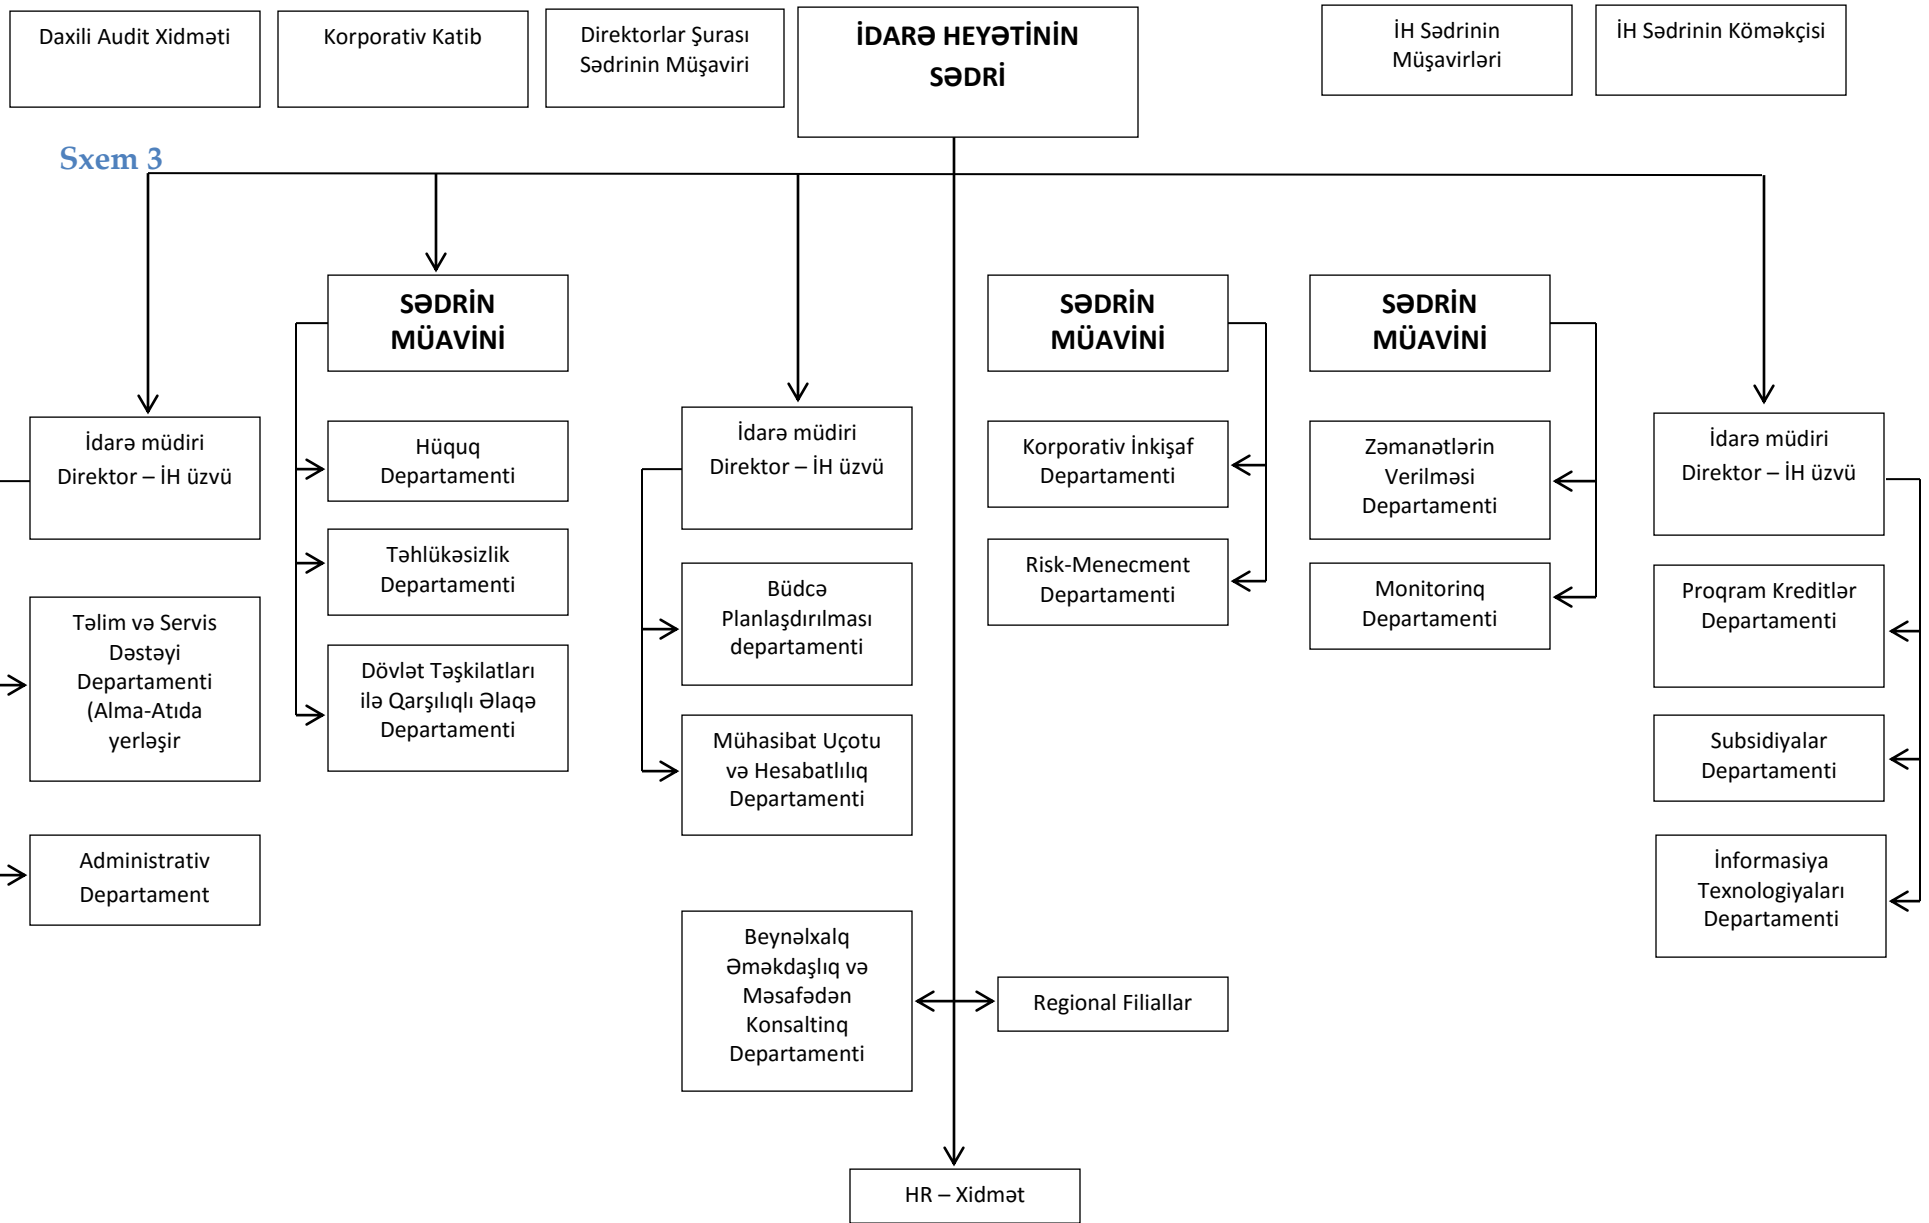 Daxili Audit Xidməti
Korporativ Katib
Direktorlar Şurası
Sədrinin Müşaviri
İDARƏ HEYƏTİNİN
SƏDRİ
İH Sədrinin
Müşavirləri
İH Sədrinin Köməkçisi
Sxem 3
İdarə müdiri
Direktor – İH üzvü
Təlim və Servis
Dəstəyi
Departamenti
(Alma-Atıda
yerləşir
Administrativ
Departament
SƏDRİN
MÜAVİNİ
Hüquq
Departamenti
Təhlükəsizlik
Departamenti
Dövlət Təşkilatları
ilə Qarşılıqlı Əlaqə
Departamenti
İdarə müdiri
Direktor – İH üzvü
Büdcə
Planlaşdırılması
departamenti
Mühasibat Uçotu
və Hesabatlılıq
Departamenti
SƏDRİN
MÜAVİNİ
Korporativ İnkişaf
Departamenti
Risk-Menecment
Departamenti
SƏDRİN
MÜAVİNİ
Zəmanətlərin
Verilməsi
Departamenti
Monitorinq
Departamenti
İdarə müdiri
Direktor – İH üzvü
Proqram Kreditlər
Departamenti
Subsidiyalar
Departamenti
İnformasiya
Texnologiyaları
Departamenti
Beynəlxalq
Əməkdaşlıq və
Məsafədən
Konsaltinq
Departamenti
Regional Filiallar
HR – Xidmət